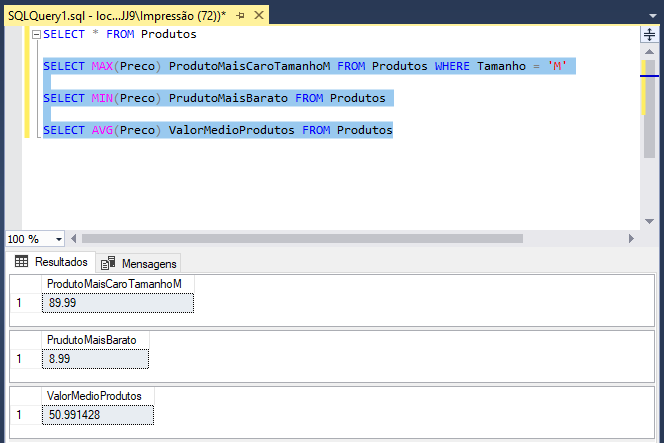 SQLQuery1.sql - loc...JJ9\Impressão (72))*
SELECT * FROM Produtos
SELECT MAX(Preco) ProdutoMaisCaroTamanhoM FROM Produtos WHERE Tamanho = 'M'
SELECT MIN(Preco) PrudutoMaisBarato FROM Produtos
SELECT AVG(Preco) ValorMedioProdutos FROM Produtos
100 %
Resultados Mensagens
ProdutoMaisCaroTamanhoM
1 89.99
PrudutoMaisBarato
1 8.99
ValorMedioProdutos
1 50.991428